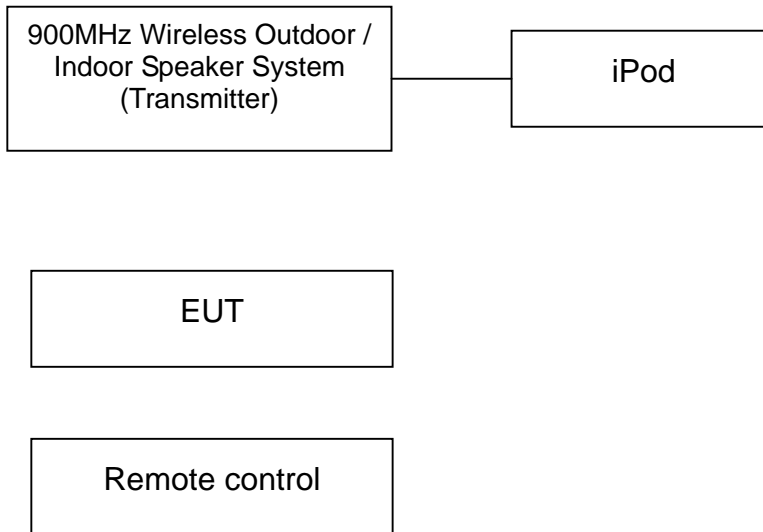 900MHz Wireless Outdoor /
Indoor Speaker System
(Transmitter)
iPod
EUT
Remote control